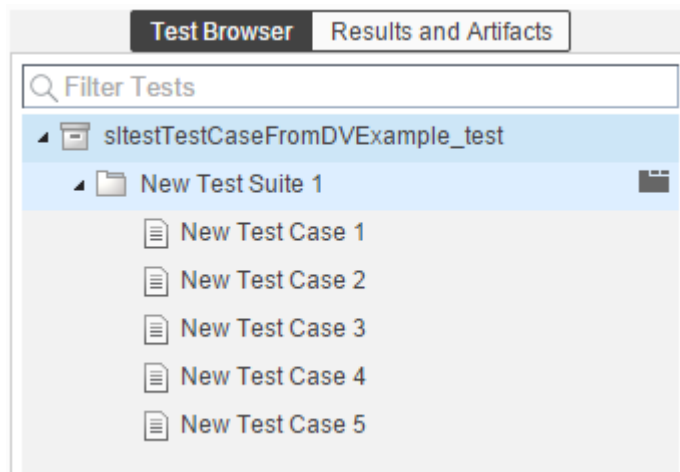 Test Browser Results and Artifacts
Filter Tests
sltestTestCaseFromDVExample_test
New Test Suite 1
New Test Case 1
New Test Case 2
New Test Case 3
New Test Case 4
New Test Case 5